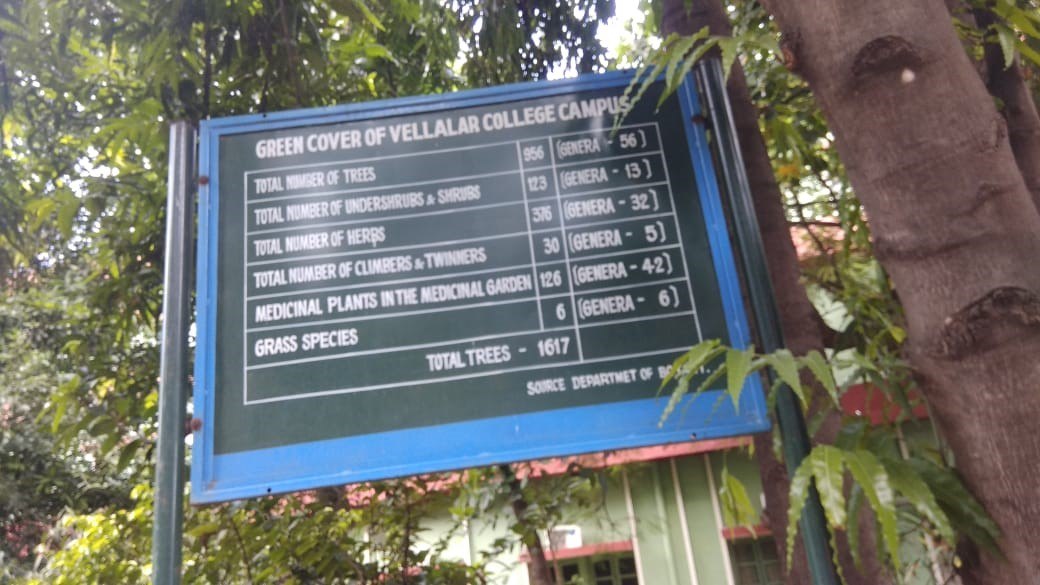 GREEN COVER OF VELLALAR COLLEGE CAMPUS
TOTAL NUMBER OF TREES 956 (GENERA - 56)
TOTAL NUMBER OF UNDERSHRUBS & SHRUBS 123 (GENERA - 13)
TOTAL NUMBER OF HERBS 376 (GENERA - 32)
TOTAL NUMBER OF CLIMBERS & TWINNERS 30 (GENERA - 5)
MEDICINAL PLANTS IN THE MEDICINAL GARDEN 126 (GENERA - 42)
GRASS SPECIES 6 (GENERA - 6)
TOTAL TREES - 1617
SOURCE DEPARTMET OF